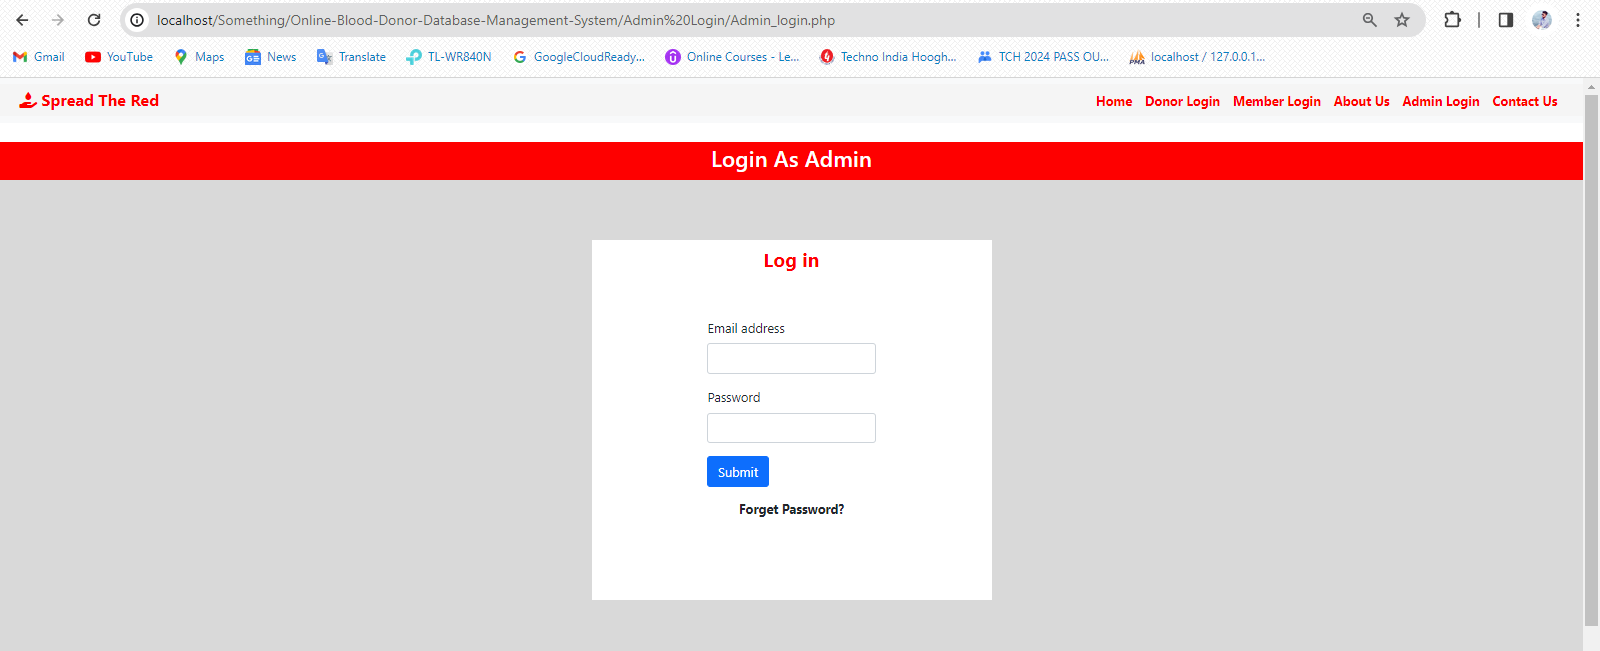 localhost/Something/Online-Blood-Donor-Database-Management-System/Admin%20Login/Admin_login.php
Gmail YouTube Maps News Translate TL-WR840N GoogleCloudReady... Online Courses - Le... Techno India Hoogh... TCH 2024 PASS OU... localhost / 127.0.0.1...
Spread The Red Home Donor Login Member Login About Us Admin Login Contact Us
Login As Admin
Log in
Email address
Password
Submit
Forget Password?